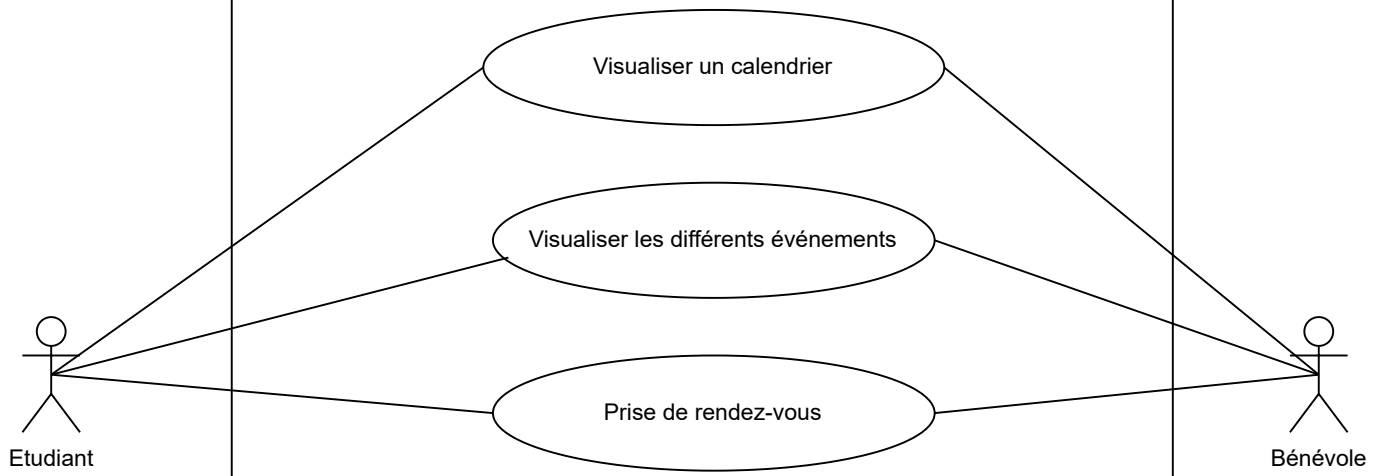 Visualiser un calendrier
Visualiser les différents événements
Prise de rendez-vous
Etudiant
Bénévole